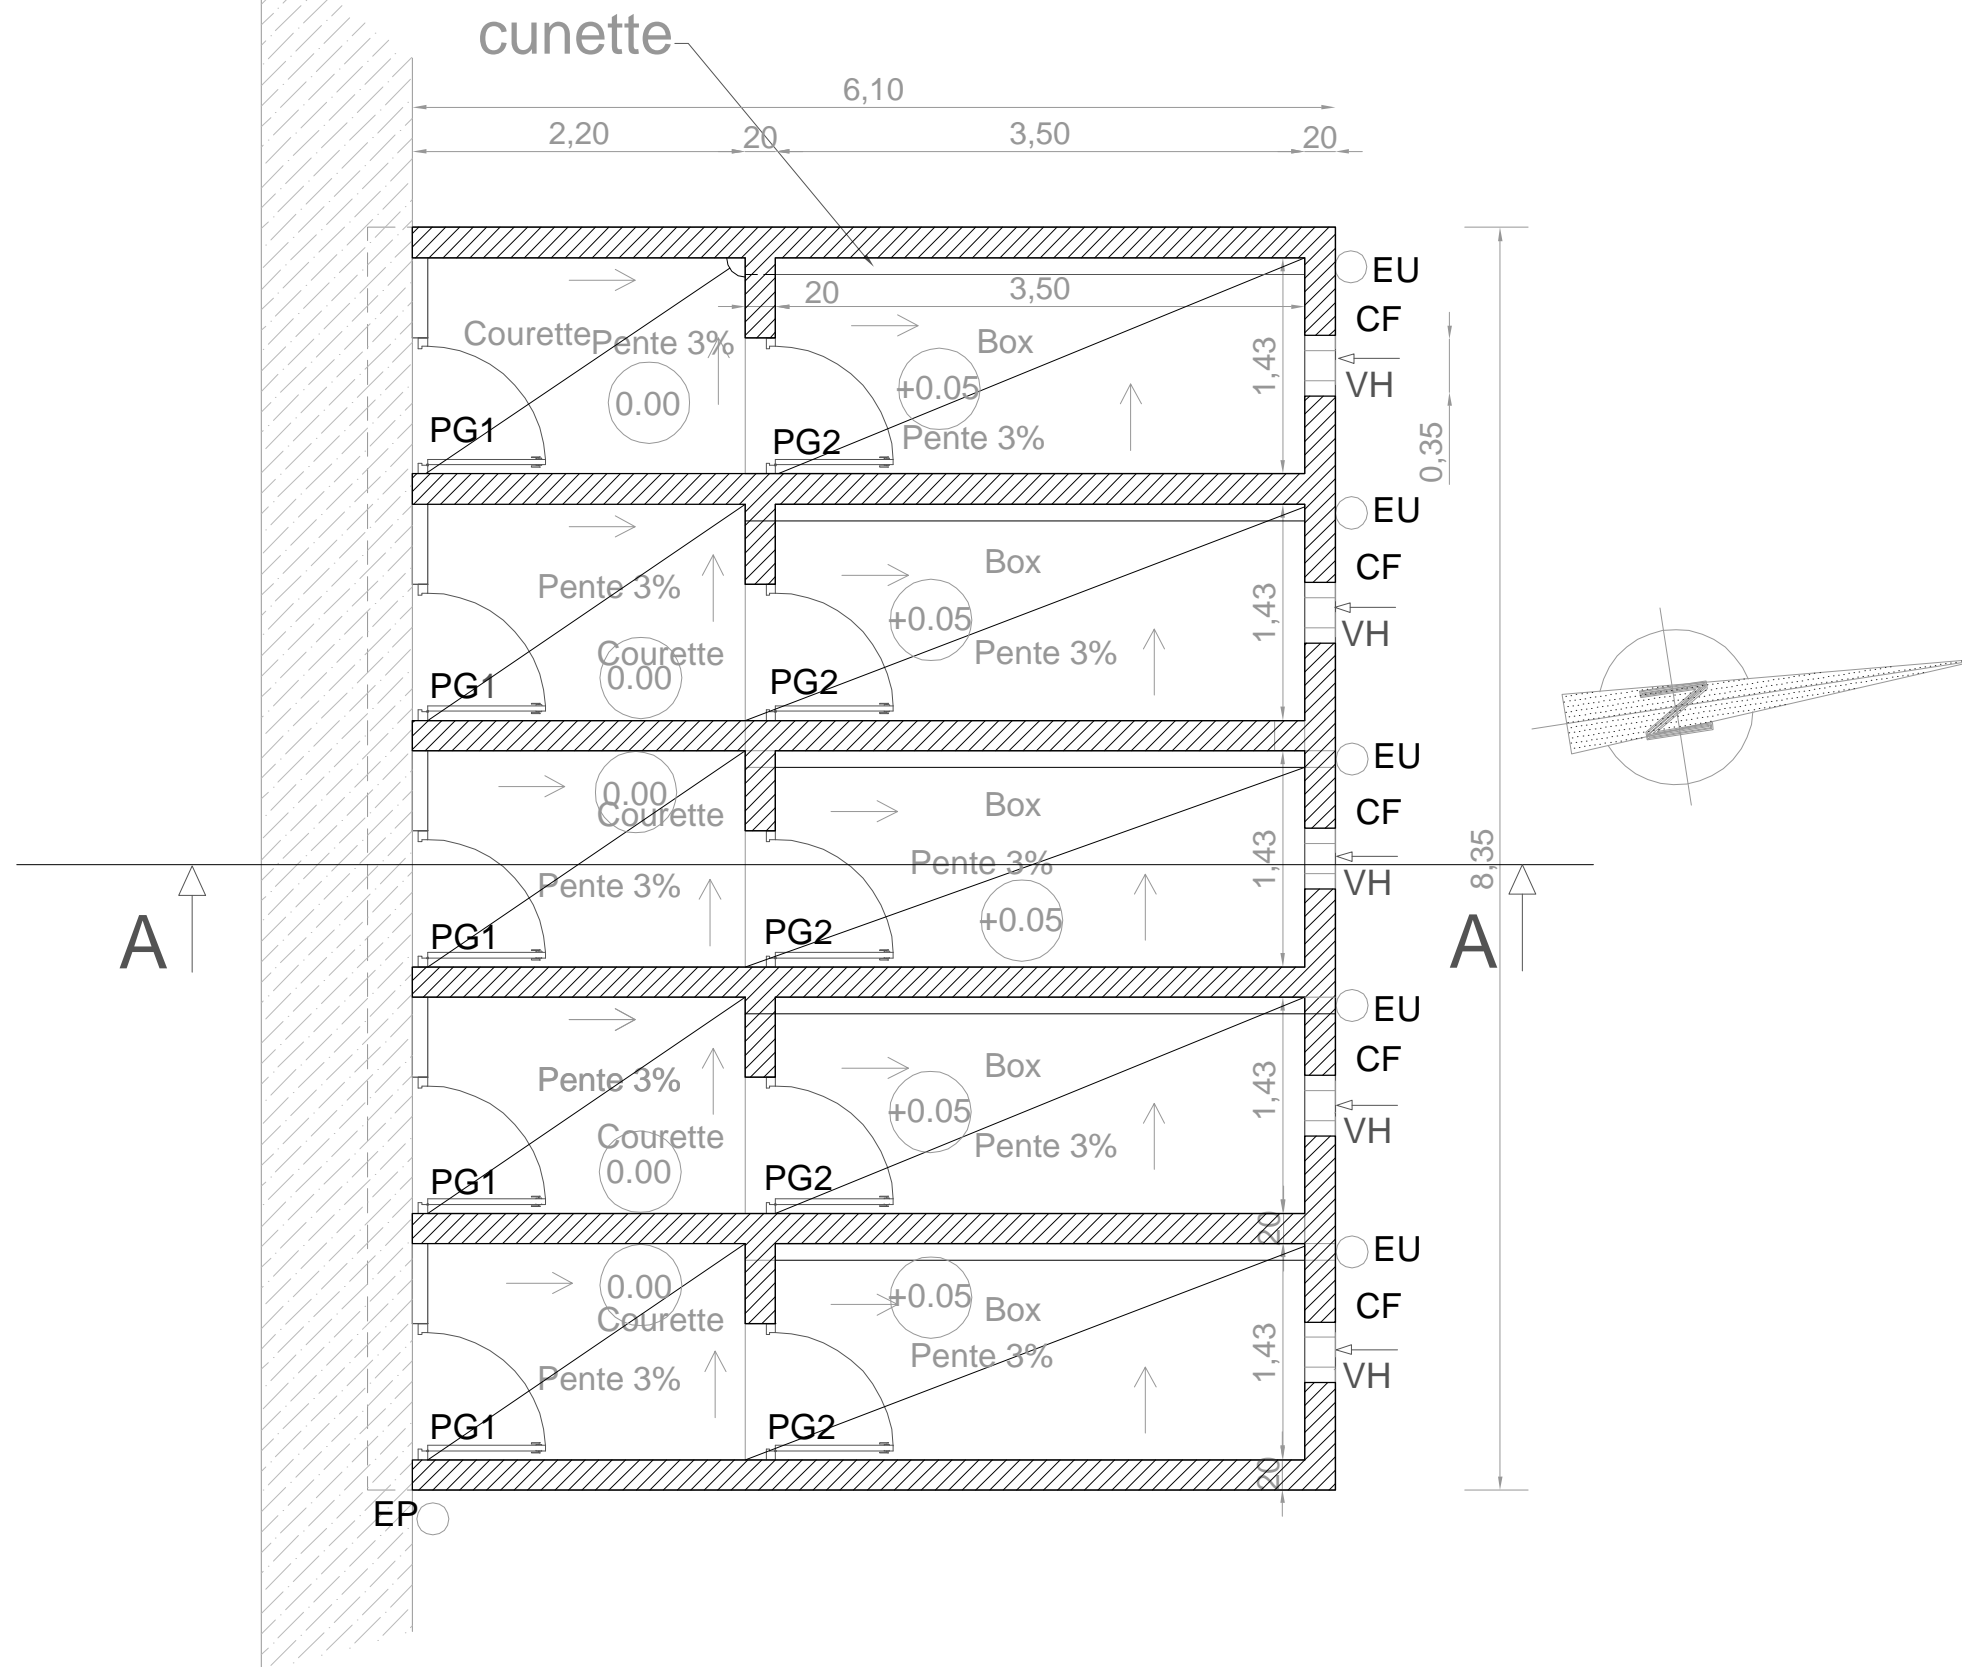 cunette
6,10
2,20 20 3,50 20
EU
20 3,50
CF
Courette Pente 3% Box
1,43
VH
0.00 +0.05
PG1 PG2 Pente 3%
0,35
EU
Box CF
Pente 3%
+0.05 1,43
VH
Courette Pente 3%
0.00
PG1 PG2
N
EU
0.00 Box
Courette CF
Pente 3% 1,43 8,35
Pente 3% VH
+0.05
PG1 PG2
A A
EU
Box CF
Pente 3% 1,43
+0.05
Courette Pente 3% VH
0.00
PG1 PG2
20
EU
0.00 +0.05
Courette Box CF
Pente 3% 1,43
Pente 3% VH
PG1 PG2
20
EP